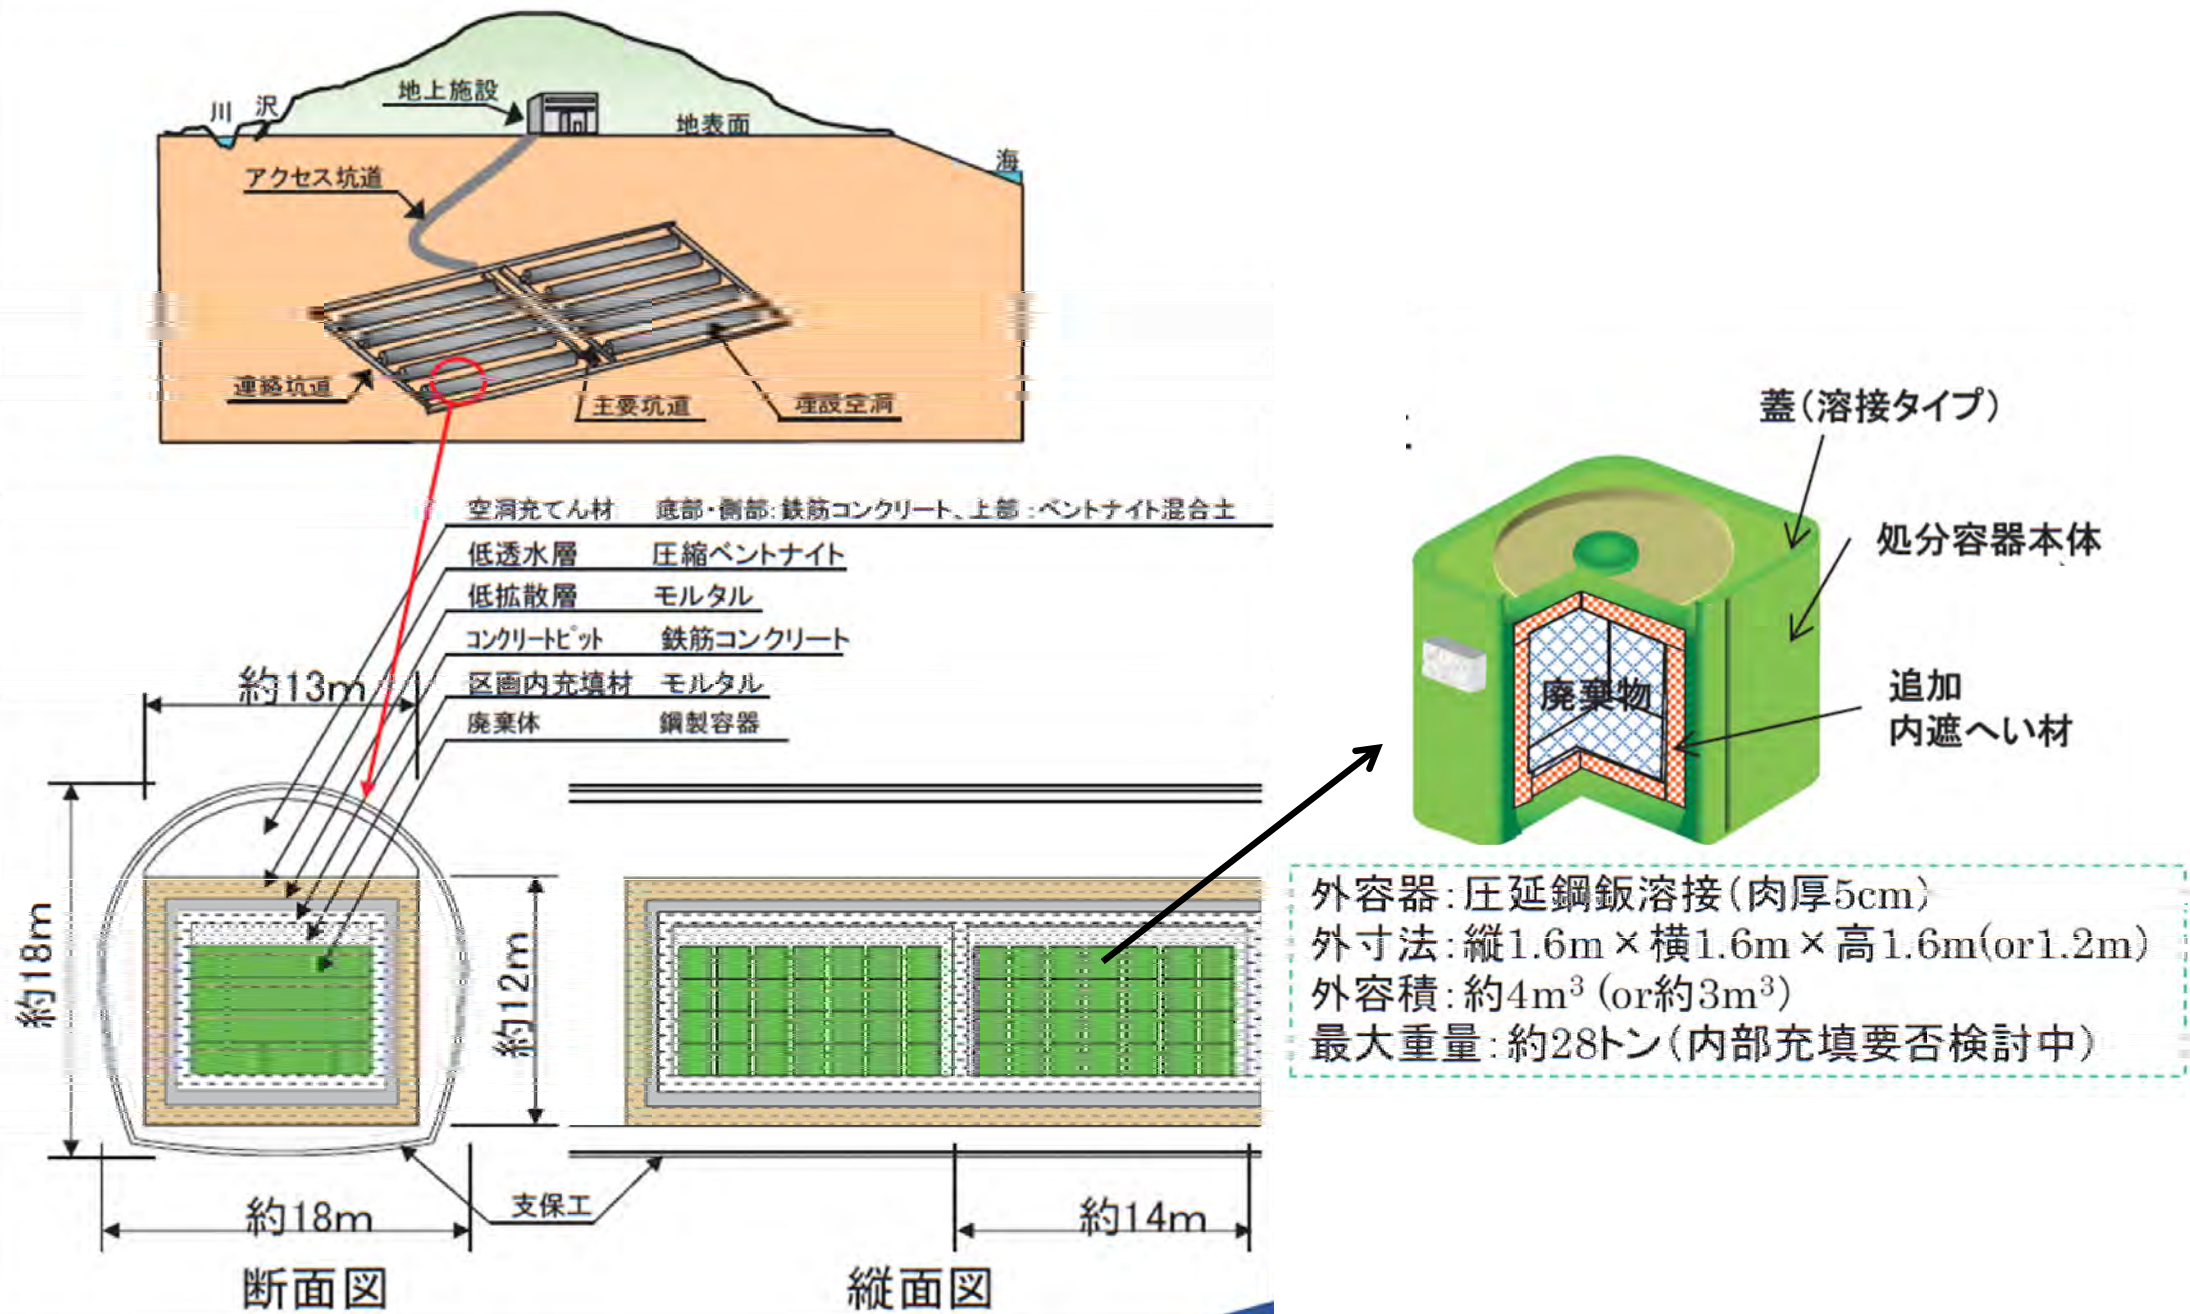 地上施設
川 沢
地表面
海
アクセス坑道
連絡坑道
主要坑道
埋設空洞
空洞充てん材 底部・側部:鉄筋コンクリート、上部:ベントナイト混合土
低透水層 圧縮ベントナイト
低拡散層 モルタル
コンクリートピット 鉄筋コンクリート
区画内充填材 モルタル
廃棄体 鋼製容器
約13m
約18m
約12m
約18m
支保工
約14m
断面図
縦面図
蓋(溶接タイプ)
処分容器本体
廃棄物
追加
内遮へい材
外容器:圧延鋼鈑溶接(肉厚5cm)
外寸法:縦1.6m×横1.6m×高1.6m(or1.2m)
外容積:約4m³(or約3m³)
最大重量:約28トン(内部充填要否検討中)